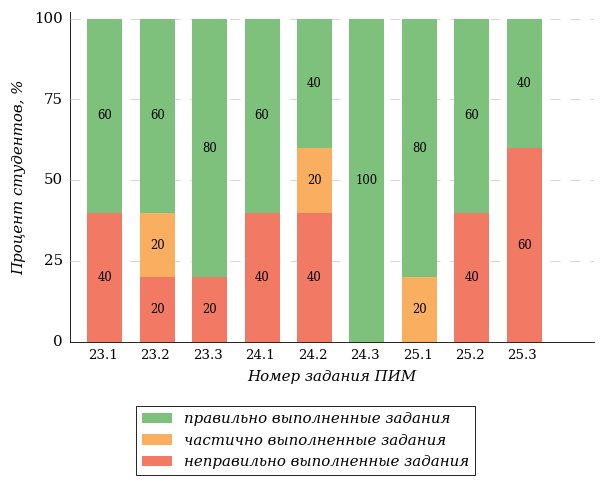 Процент студентов, %
100
75
50
25
0
60 60 80 60 40 100 80 60 40
20 20 20
40 20 20 40 40 40 60
23.1 23.2 23.3 24.1 24.2 24.3 25.1 25.2 25.3
Номер задания ПИМ
правильно выполненные задания
частично выполненные задания
неправильно выполненные задания